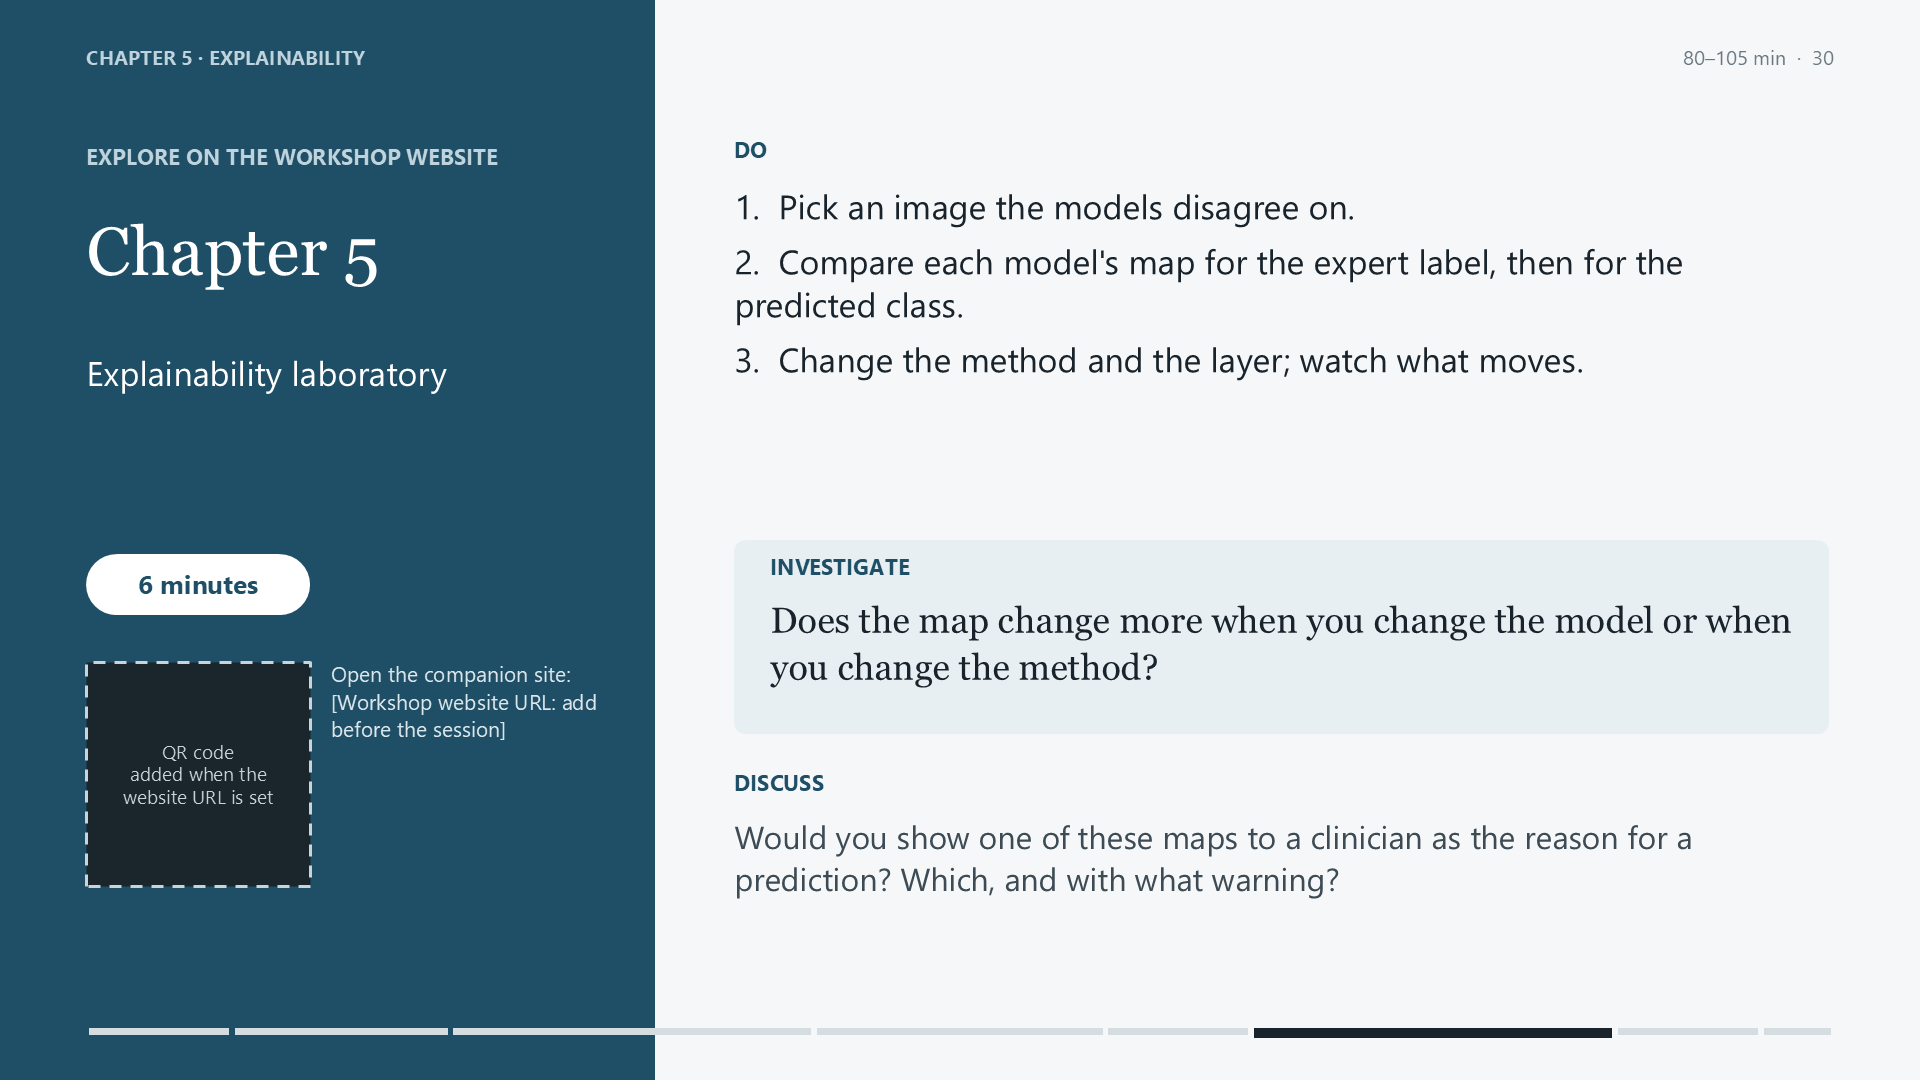 CHAPTER 5 · EXPLAINABILITY
80–105 min · 30
EXPLORE ON THE WORKSHOP WEBSITE
Chapter 5
Explainability laboratory
6 minutes
QR code
added when the
website URL is set
Open the companion site:
[Workshop website URL: add
before the session]
DO
1. Pick an image the models disagree on.
2. Compare each model's map for the expert label, then for the
predicted class.
3. Change the method and the layer; watch what moves.
INVESTIGATE
Does the map change more when you change the model or when
you change the method?
DISCUSS
Would you show one of these maps to a clinician as the reason for a
prediction? Which, and with what warning?